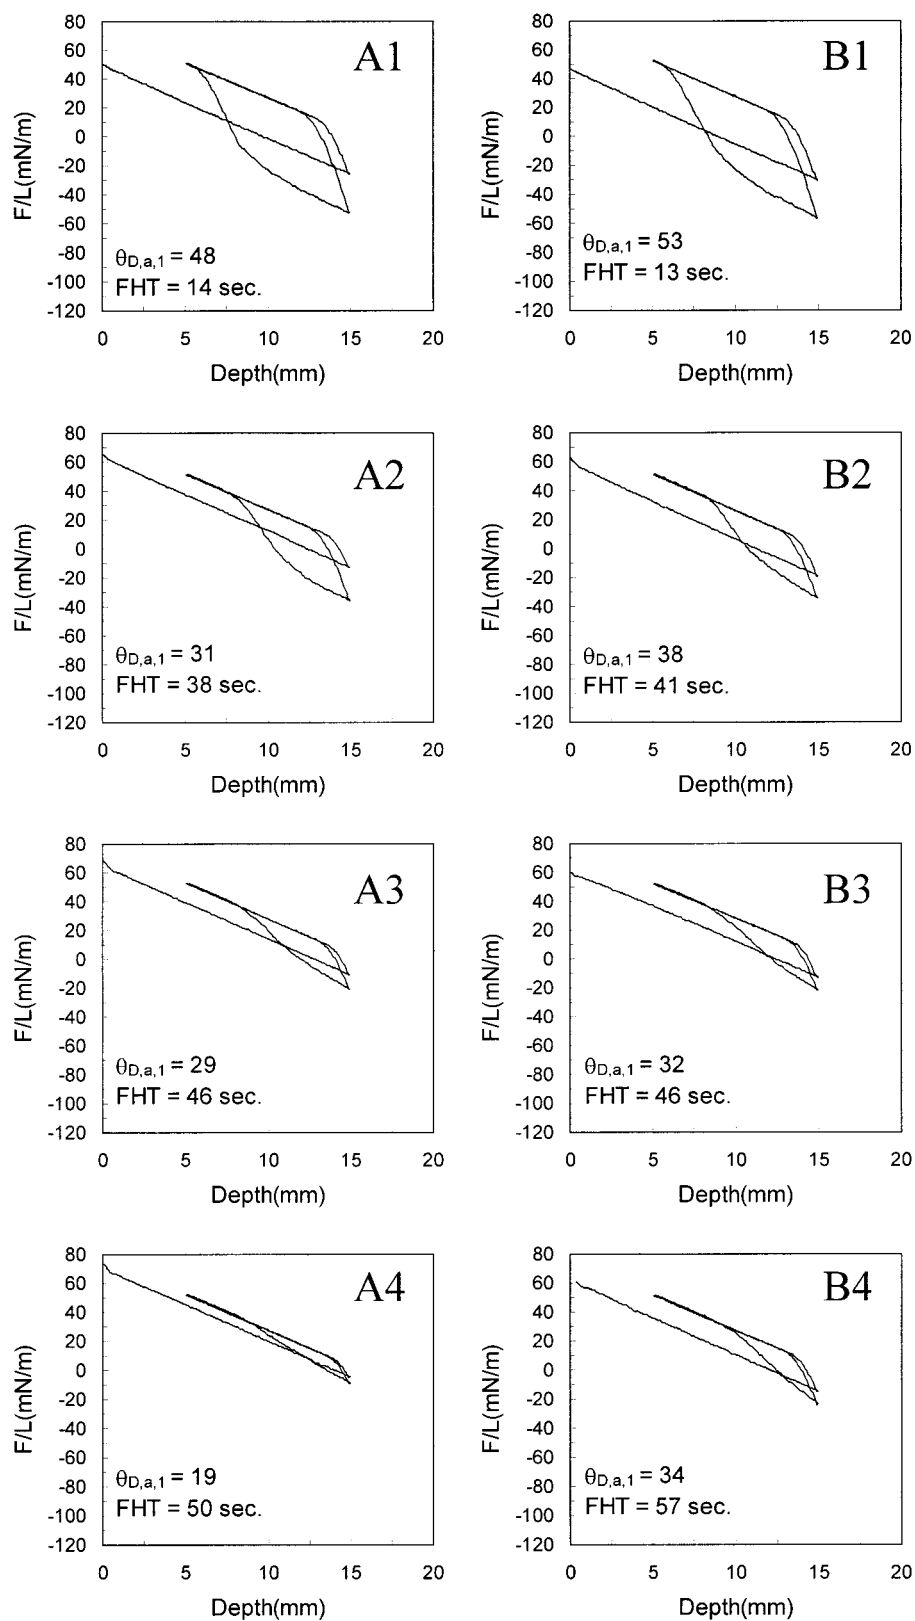 A1
F/L(mN/m)
80
60
40
20
0
-20
-40
-60
-80
-100
-120
θD,a,1 = 48
FHT = 14 sec.
0 5 10 15 20
Depth(mm)
B1
F/L(mN/m)
80
60
40
20
0
-20
-40
-60
-80
-100
-120
θD,a,1 = 53
FHT = 13 sec.
0 5 10 15 20
Depth(mm)
A2
F/L(mN/m)
80
60
40
20
0
-20
-40
-60
-80
-100
-120
θD,a,1 = 31
FHT = 38 sec.
0 5 10 15 20
Depth(mm)
B2
F/L(mN/m)
80
60
40
20
0
-20
-40
-60
-80
-100
-120
θD,a,1 = 38
FHT = 41 sec.
0 5 10 15 20
Depth(mm)
A3
F/L(mN/m)
80
60
40
20
0
-20
-40
-60
-80
-100
-120
θD,a,1 = 29
FHT = 46 sec.
0 5 10 15 20
Depth(mm)
B3
F/L(mN/m)
80
60
40
20
0
-20
-40
-60
-80
-100
-120
θD,a,1 = 32
FHT = 46 sec.
0 5 10 15 20
Depth(mm)
A4
F/L(mN/m)
80
60
40
20
0
-20
-40
-60
-80
-100
-120
θD,a,1 = 19
FHT = 50 sec.
0 5 10 15 20
Depth(mm)
B4
F/L(mN/m)
80
60
40
20
0
-20
-40
-60
-80
-100
-120
θD,a,1 = 34
FHT = 57 sec.
0 5 10 15 20
Depth(mm)